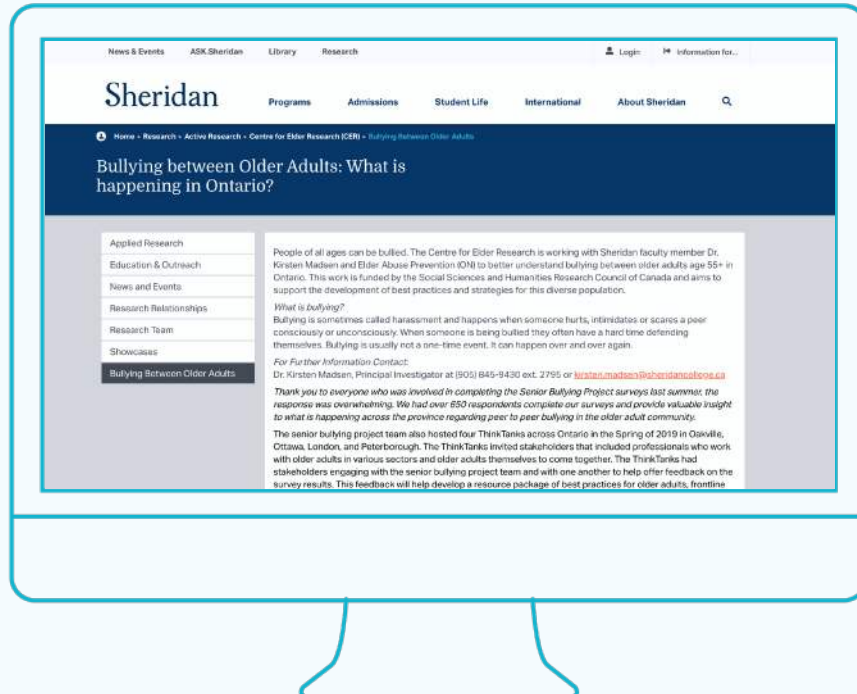 News & Events ASK Sheridan Library Research Login Information for...
Sheridan Programs Admissions Student Life International About Sheridan
Home » Research » Active Research » Centre for Elder Research (CER) » Bullying Between Older Adults
Bullying between Older Adults: What is
happening in Ontario?
Applied Research
Education & Outreach
News and Events
Research Relationships
Research Team
Showcases
Bullying Between Older Adults
People of all ages can be bullied. The Centre for Elder Research is working with Sheridan faculty member Dr.
Kirsten Madsen and Elder Abuse Prevention (ON) to better understand bullying between older adults age 55+ in
Ontario. This work is funded by the Social Sciences and Humanities Research Council of Canada and aims to
support the development of best practices and strategies for this diverse population.
What is bullying?
Bullying is sometimes called harassment and happens when someone hurts, intimidates or scares a peer
consciously or unconsciously. When someone is being bullied they often have a hard time defending
themselves. Bullying is usually not a one-time event. It can happen over and over again.
For Further Information Contact:
Dr. Kirsten Madsen, Principal Investigator at (905) 845-9430 ext. 2795 or kirsten.madsen@sheridancollege.ca
Thank you to everyone who was involved in completing the Senior Bullying Project surveys last summer, the
response was overwhelming. We had over 650 respondents complete our surveys and provide valuable insight
to what is happening across the province regarding peer to peer bullying in the older adult community.
The senior bullying project team also hosted four ThinkTanks across Ontario in the Spring of 2019 in Oakville,
Ottawa, London, and Peterborough. The ThinkTanks invited stakeholders that included professionals who work
with older adults in various sectors and older adults themselves to come together. The ThinkTanks had
stakeholders engaging with the senior bullying project team and with one another to help offer feedback on the
survey results. This feedback will help develop a resource package of best practices for older adults, frontline